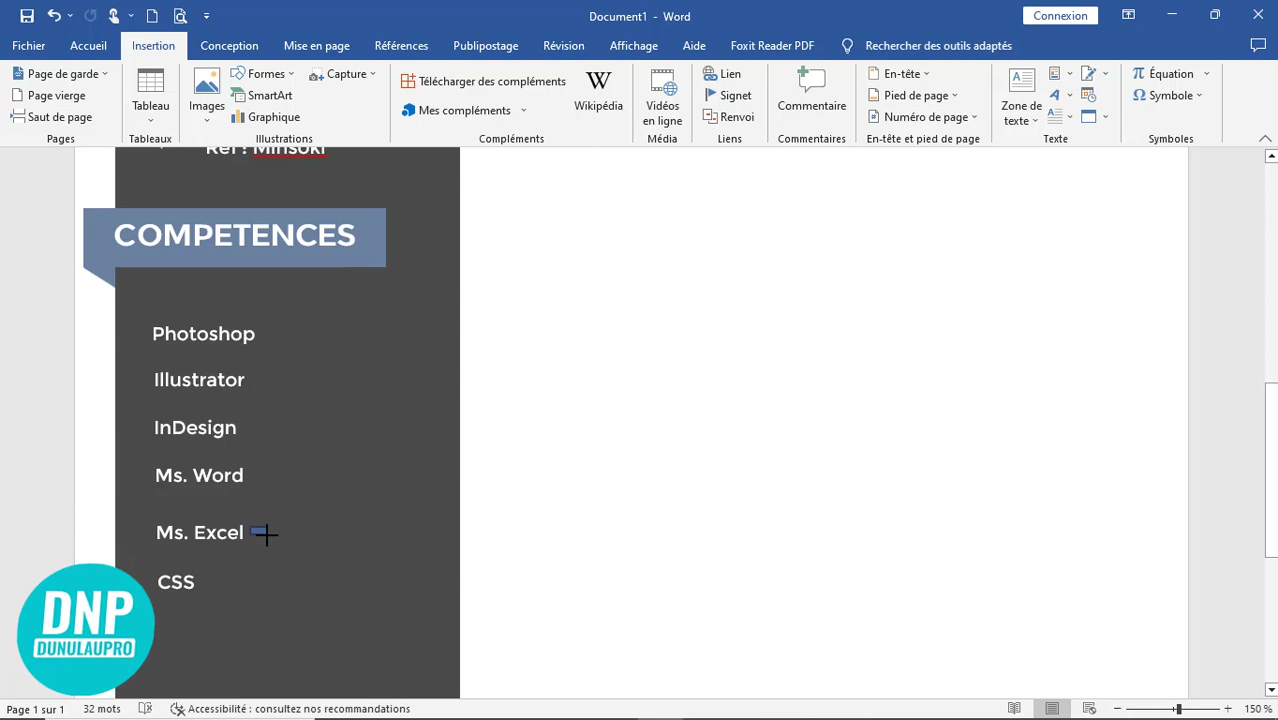 Document1 - Word
Connexion
Fichier Accueil Insertion Conception Mise en page Références Publipostage Révision Affichage Aide Foxit Reader PDF Rechercher des outils adaptés
Page de garde
Page vierge
Saut de page
Pages
Tableau
Tableaux
Images
Formes
SmartArt
Graphique
Capture
Illustrations
Télécharger des compléments
Mes compléments
Wikipédia
Compléments
Vidéos
en ligne
Média
Lien
Signet
Renvoi
Liens
Commentaire
Commentaires
En-tête
Pied de page
Numéro de page
En-tête et pied de page
Zone de
texte
Texte
Équation
Symbole
Symboles
Ref : Minsoki
COMPETENCES
Photoshop
Illustrator
InDesign
Ms. Word
Ms. Excel
CSS
DNP
DUNULAUPRO
Page 1 sur 1 32 mots Accessibilité : consultez nos recommandations 150 %